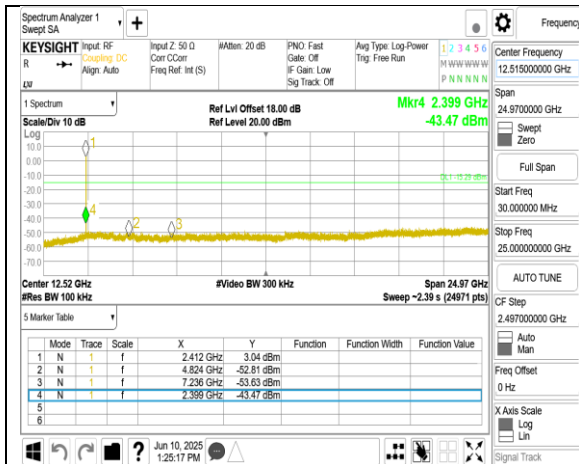 Spectrum Analyzer 1
Swept SA
Frequency
KEYSIGHT
R
LXI
Input: RF
Coupling: DC
Align: Auto
Input Z: 50 Ω
Corr CCorr
Freq Ref: Int (S)
#Atten: 20 dB
PNO: Fast
Gate: Off
IF Gain: Low
Sig Track: Off
Avg Type: Log-Power
Trig: Free Run
1 2 3 4 5 6
M W W W W W
P N N N N N
1 Spectrum
Scale/Div 10 dB
Ref Lvl Offset 18.00 dB
Ref Level 20.00 dBm
Mkr4 2.399 GHz
-43.47 dBm
Log
10.0
0.00
-10.0
-20.0
-30.0
-40.0
-50.0
-60.0
-70.0
1
4
2
3
Center 12.52 GHz
#Res BW 100 kHz
#Video BW 300 kHz
Span 24.97 GHz
Sweep ~2.39 s (24971 pts)
5 Marker Table
Mode Trace Scale X Y Function Function Width Function Value
1 N 1 f 2.412 GHz 3.04 dBm
2 N 1 f 4.824 GHz -52.81 dBm
3 N 1 f 7.236 GHz -53.63 dBm
4 N 1 f 2.399 GHz -43.47 dBm
5
6
Jun 10, 2025
1:25:17 PM
Center Frequency
12.515000000 GHz
Span
24.9700000 GHz
Swept
Zero
Full Span
Start Freq
30.000000 MHz
Stop Freq
25.000000000 GHz
AUTO TUNE
CF Step
2.497000000 GHz
Auto
Man
Freq Offset
0 Hz
X Axis Scale
Log
Lin
Signal Track